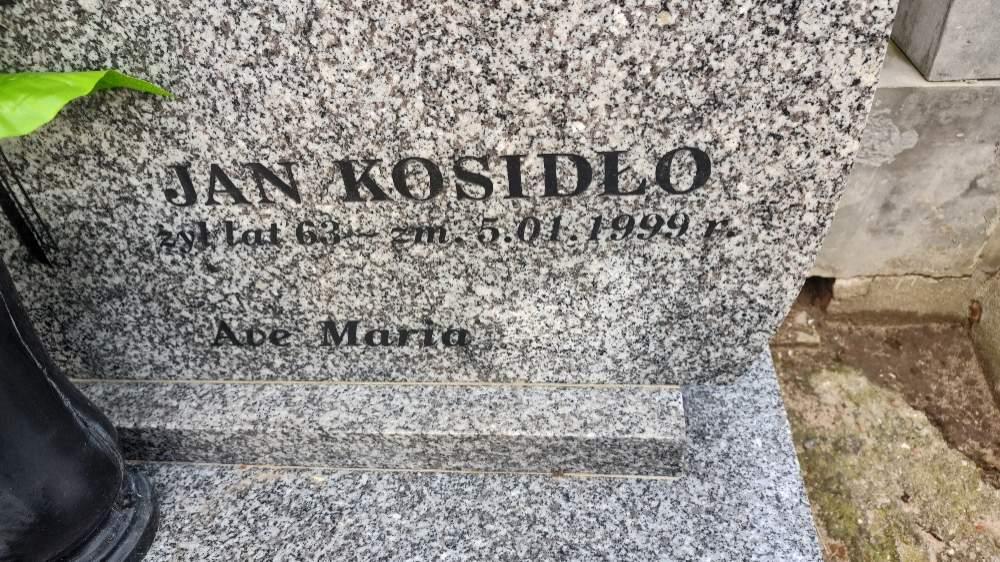 JAN KOSIDŁO
żył lat 63 – zm. 5.01.1999 r.
Ave Maria